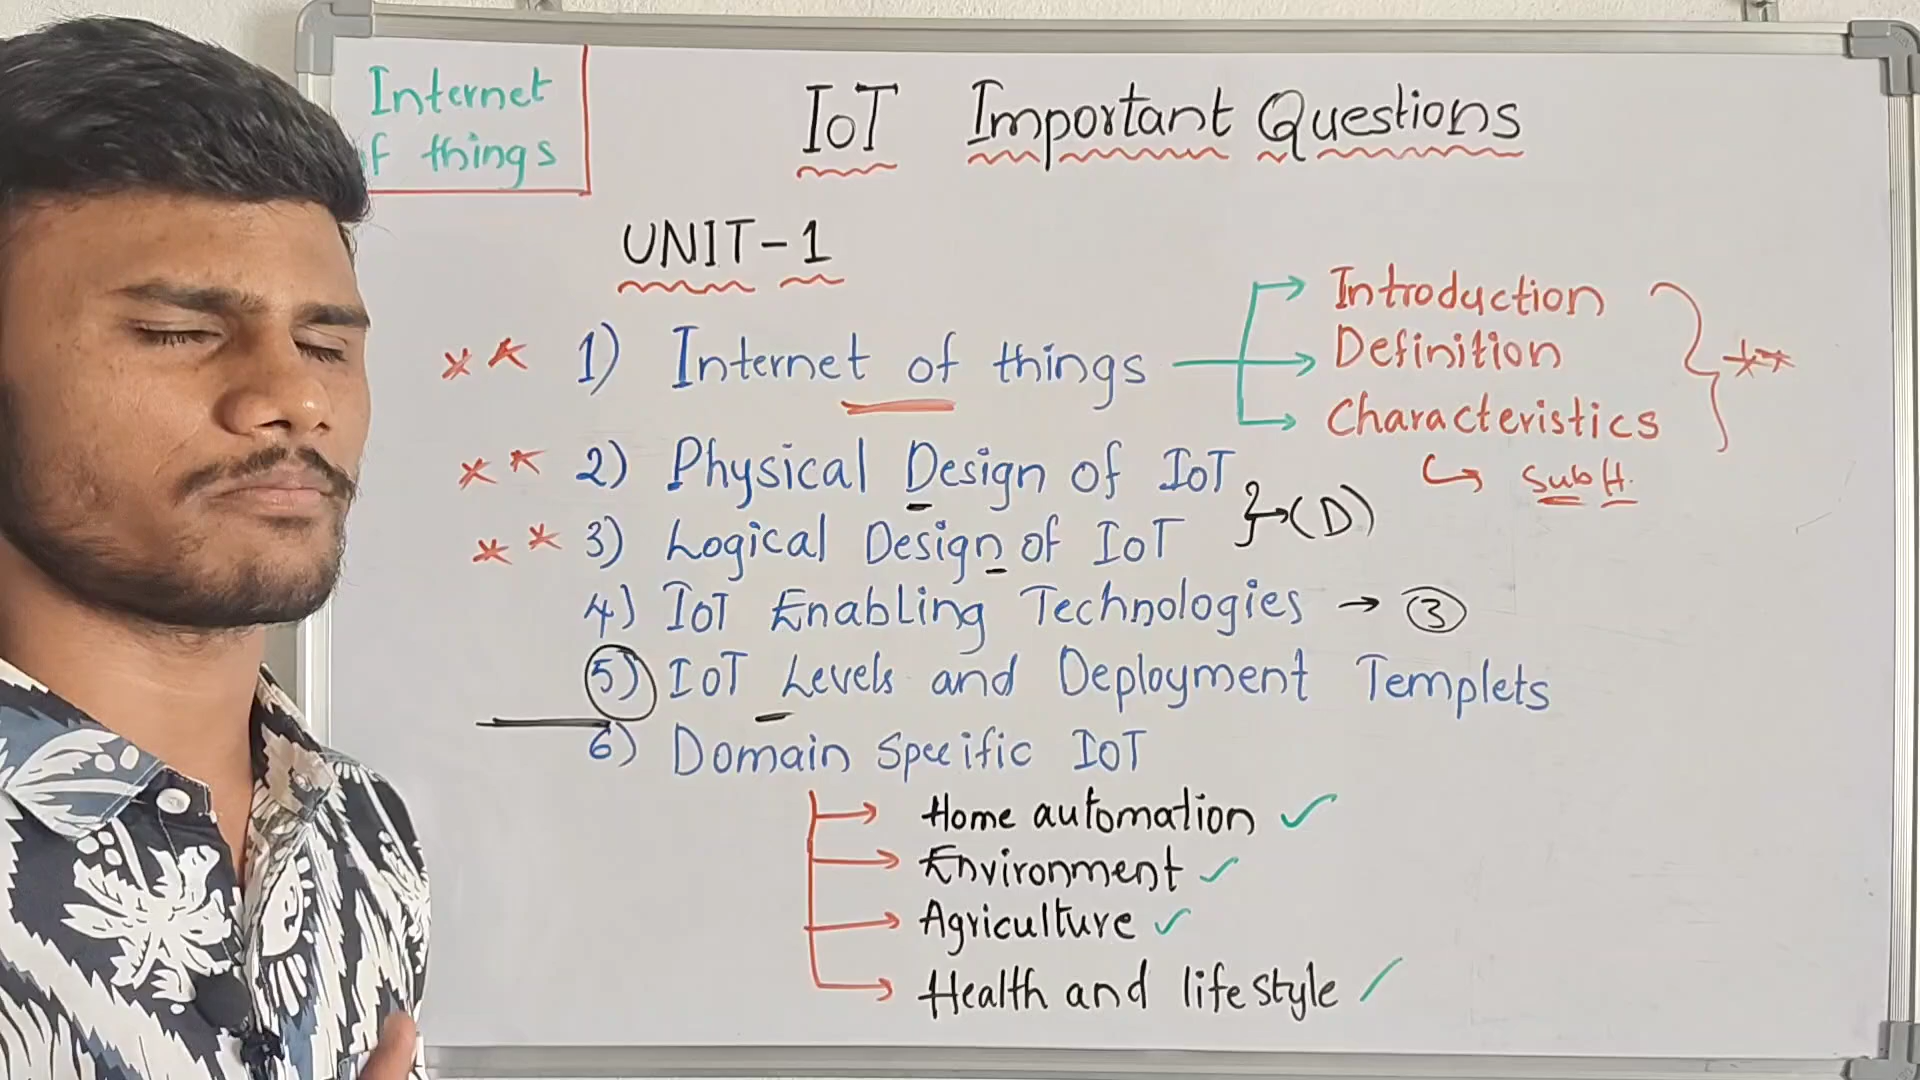 Internet
f things
IoT Important Questions
UNIT-1
** 1) Internet of things
Introduction
Definition
Characteristics
**
↳ Sub H.
** 2) Physical Design of IoT
** 3) Logical Design of IoT
→(D)
4) IoT Enabling Technologies → 3
5) IoT Levels and Deployment Templets
6) Domain Specific IoT
Home automation ✓
Environment ✓
Agriculture ✓
Health and lifestyle